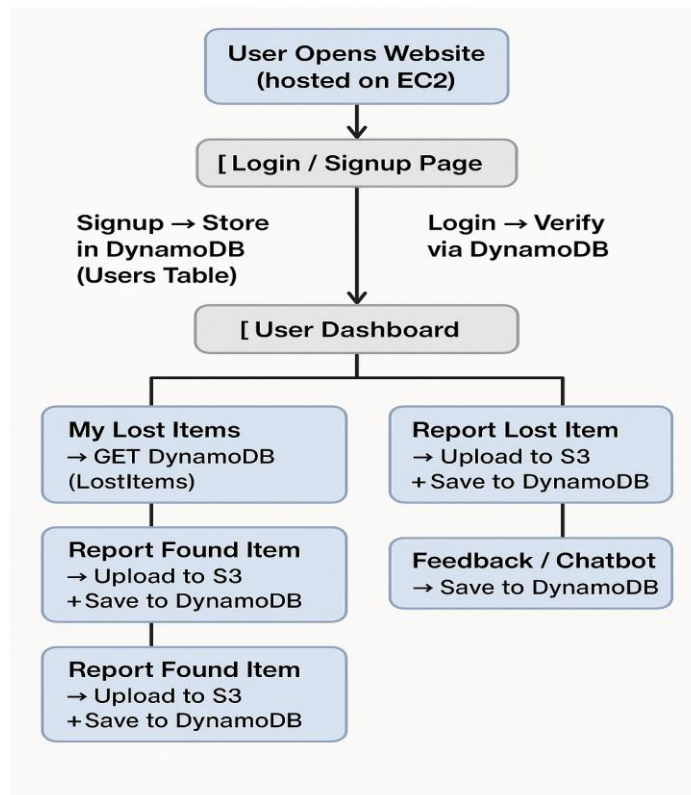 User Opens Website
(hosted on EC2)
[ Login / Signup Page
Signup → Store
in DynamoDB
(Users Table)
Login → Verify
via DynamoDB
[ User Dashboard
My Lost Items
→ GET DynamoDB
(LostItems)
Report Found Item
→ Upload to S3
+Save to DynamoDB
Report Found Item
→ Upload to S3
+Save to DynamoDB
Report Lost Item
→ Upload to S3
+Save to DynamoDB
Feedback / Chatbot
→ Save to DynamoDB